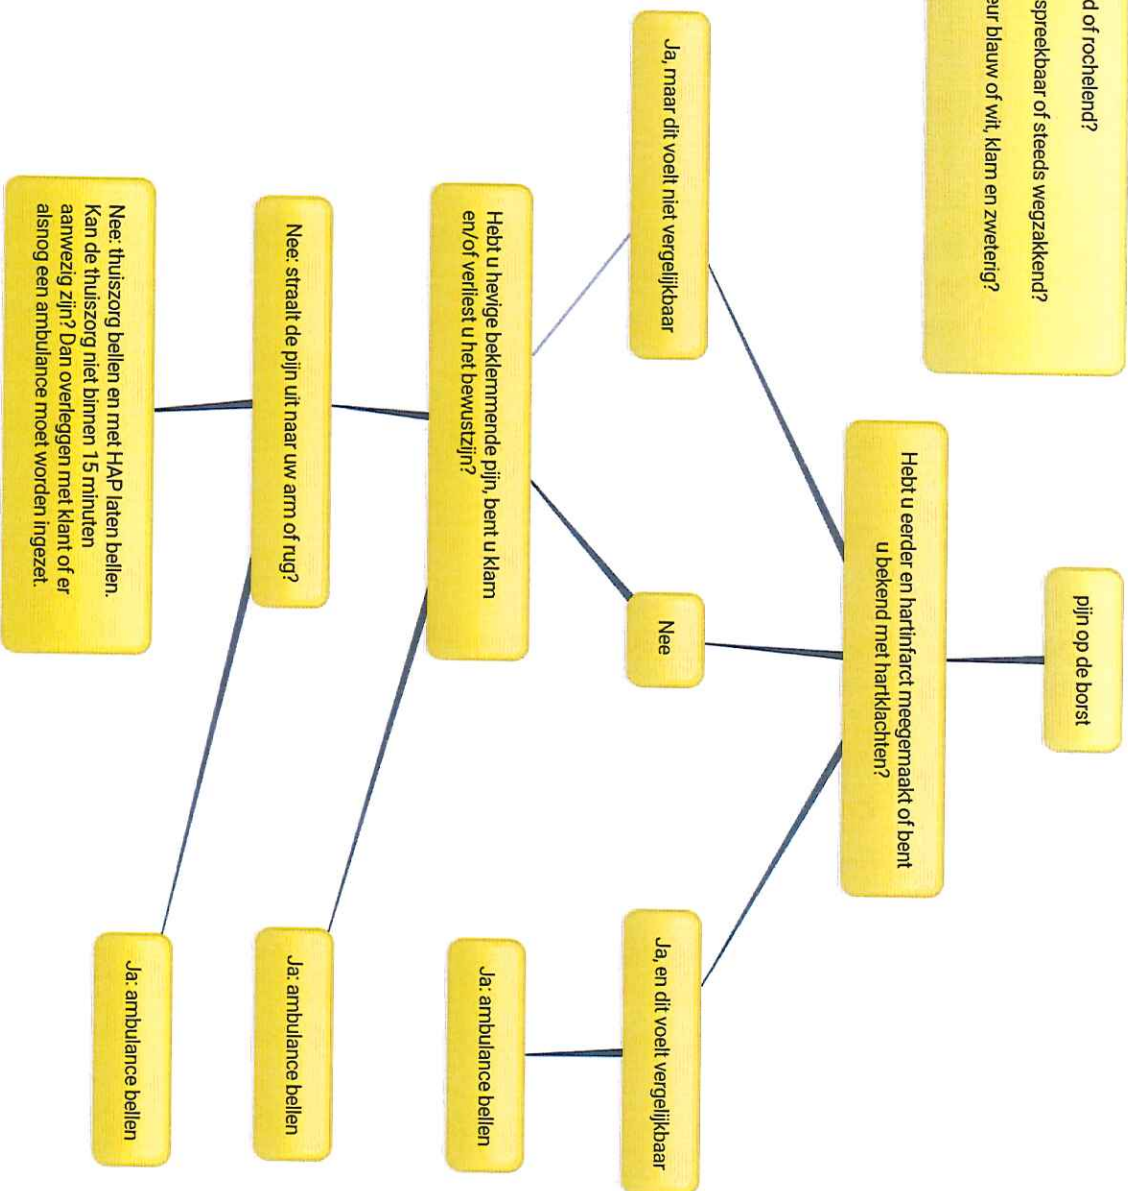 d of rochelend?
spreekbaar of steeds wegzakkend?
eur blauw of wit, klam en zweterig?
pijn op de borst
Hebt u eerder en hartinfarct meegemaakt of bent
u bekend met hartklachten?
Ja, maar dit voelt niet vergelijkbaar
Nee
Ja, en dit voelt vergelijkbaar
Hebt u hevige beklemmende pijn, bent u klam
en/of verliest u het bewustzijn?
Ja: ambulance bellen
Nee: straalt de pijn uit naar uw arm of rug?
Ja: ambulance bellen
Nee: thuiszorg bellen en met HAP laten bellen.
Kan de thuiszorg niet binnen 15 minuten
aanwezig zijn? Dan overleggen met klant of er
alsnog een ambulance moet worden ingezet.
Ja: ambulance bellen